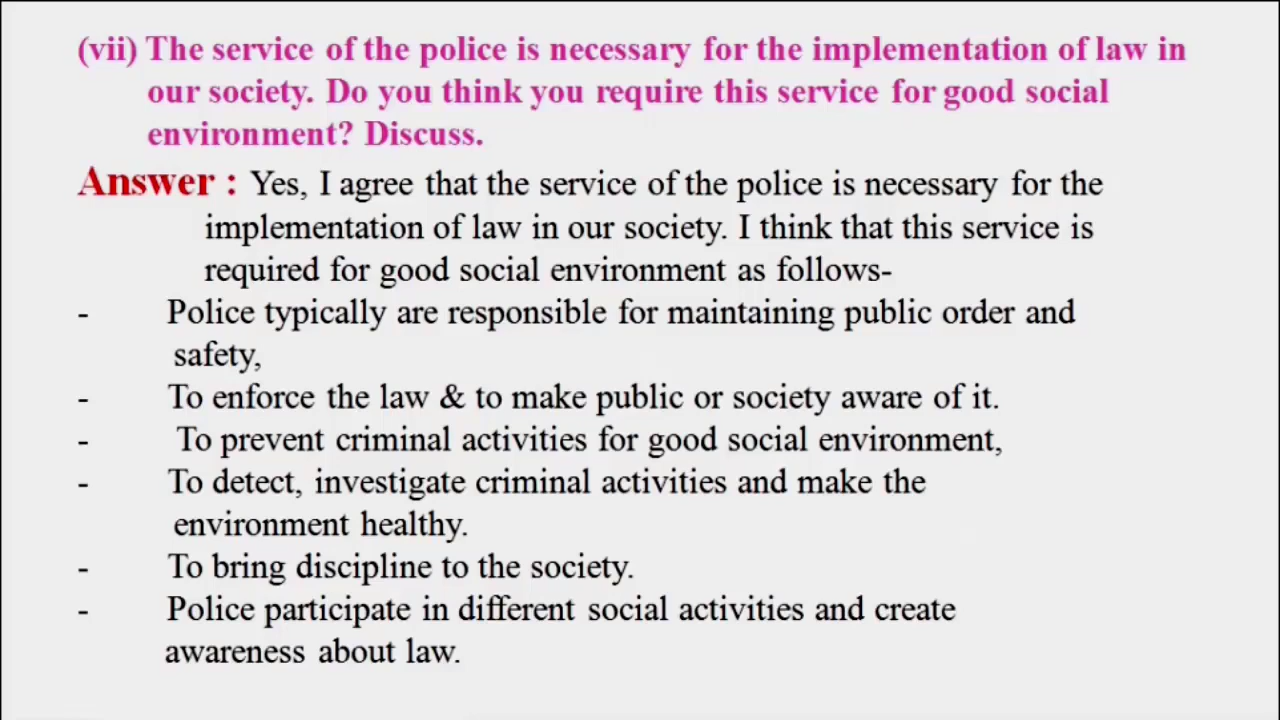 (vii) The service of the police is necessary for the implementation of law in
our society. Do you think you require this service for good social
environment? Discuss.
Answer : Yes, I agree that the service of the police is necessary for the
implementation of law in our society. I think that this service is
required for good social environment as follows-
- Police typically are responsible for maintaining public order and
safety,
- To enforce the law & to make public or society aware of it.
- To prevent criminal activities for good social environment,
- To detect, investigate criminal activities and make the
environment healthy.
- To bring discipline to the society.
- Police participate in different social activities and create
awareness about law.